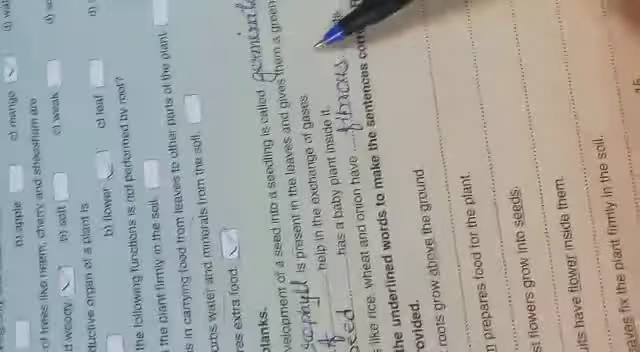 b) apple c) mango d) wa
of trees like neem, cherry and sheesham are
d woody b) soft c) weak d) s
ductive organ of a plant is
b) flower c) leaf d)
the following functions is not performed by root?
the plant firmly in the soil.
s in carrying food from leaves to other parts of the plant.
orbs water and minerals from the soil.
res extra food.
blanks.
velopment of a seed into a seedling is called germinat
is present in the leaves and gives them a green
help in the exchange of gases.
seed has a baby plant inside it.
s like rice, wheat and onion have fibrous
the underlined words to make the sentences corr
ovided.
roots grow above the ground
n prepares food for the plant.
st flowers grow into seeds.
uits have flower inside them.
aves fix the plant firmly in the soil.